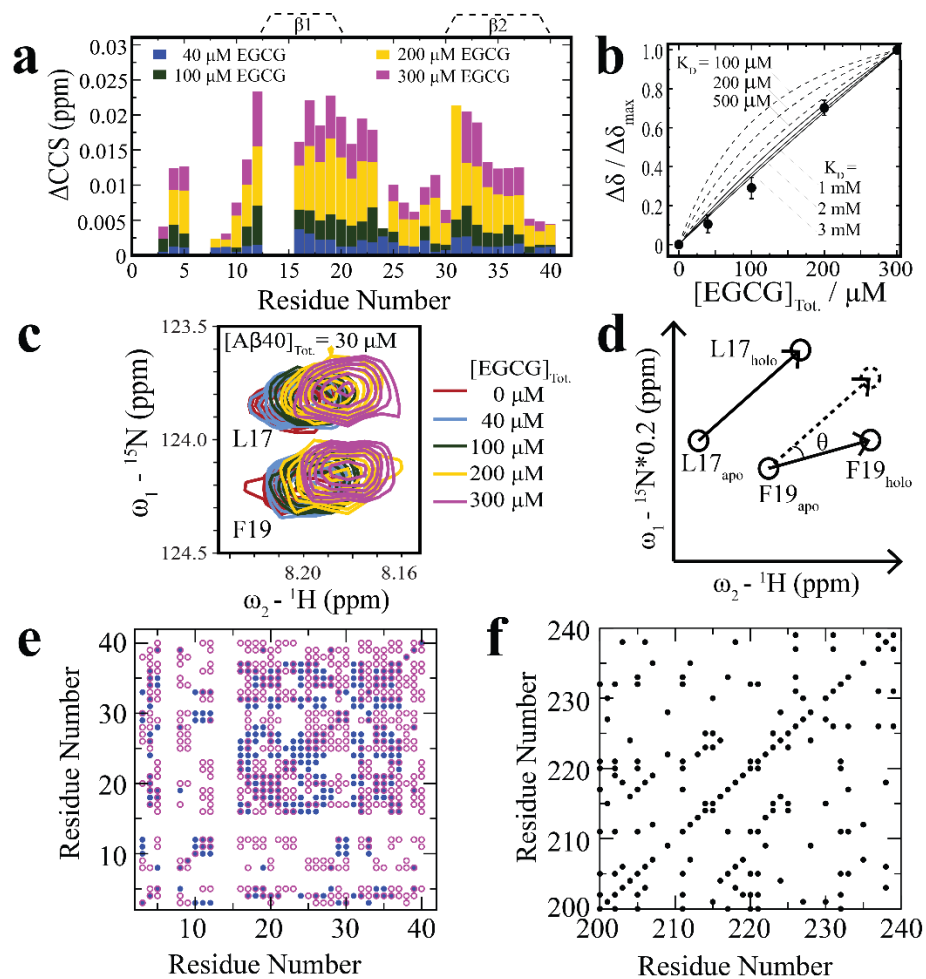 a
β1
β2
0.03
0.025
0.02
0.015
0.01
0.005
0
ΔCCS (ppm)
40 μM EGCG
200 μM EGCG
100 μM EGCG
300 μM EGCG
0 5 10 15 20 25 30 35 40
Residue Number
b
1.0
0.8
0.6
0.4
0.2
0
Δδ / Δδmax
KD = 100 μM
200 μM
500 μM
KD =
1 mM
2 mM
3 mM
0 100 200 300
[EGCG]Tot. / μM
c
123.5
124.0
124.5
ω1 - 15N (ppm)
[Aβ40]Tot. = 30 μM
L17
F19
8.20 8.16
ω2 - 1H (ppm)
[EGCG]Tot.
0 μM
40 μM
100 μM
200 μM
300 μM
d
ω1 - 15N*0.2 (ppm)
L17holo
L17apo
θ
F19apo
F19holo
ω2 - 1H (ppm)
e
40
30
20
10
Residue Number
10 20 30 40
Residue Number
f
240
230
220
210
200
Residue Number
200 210 220 230 240
Residue Number